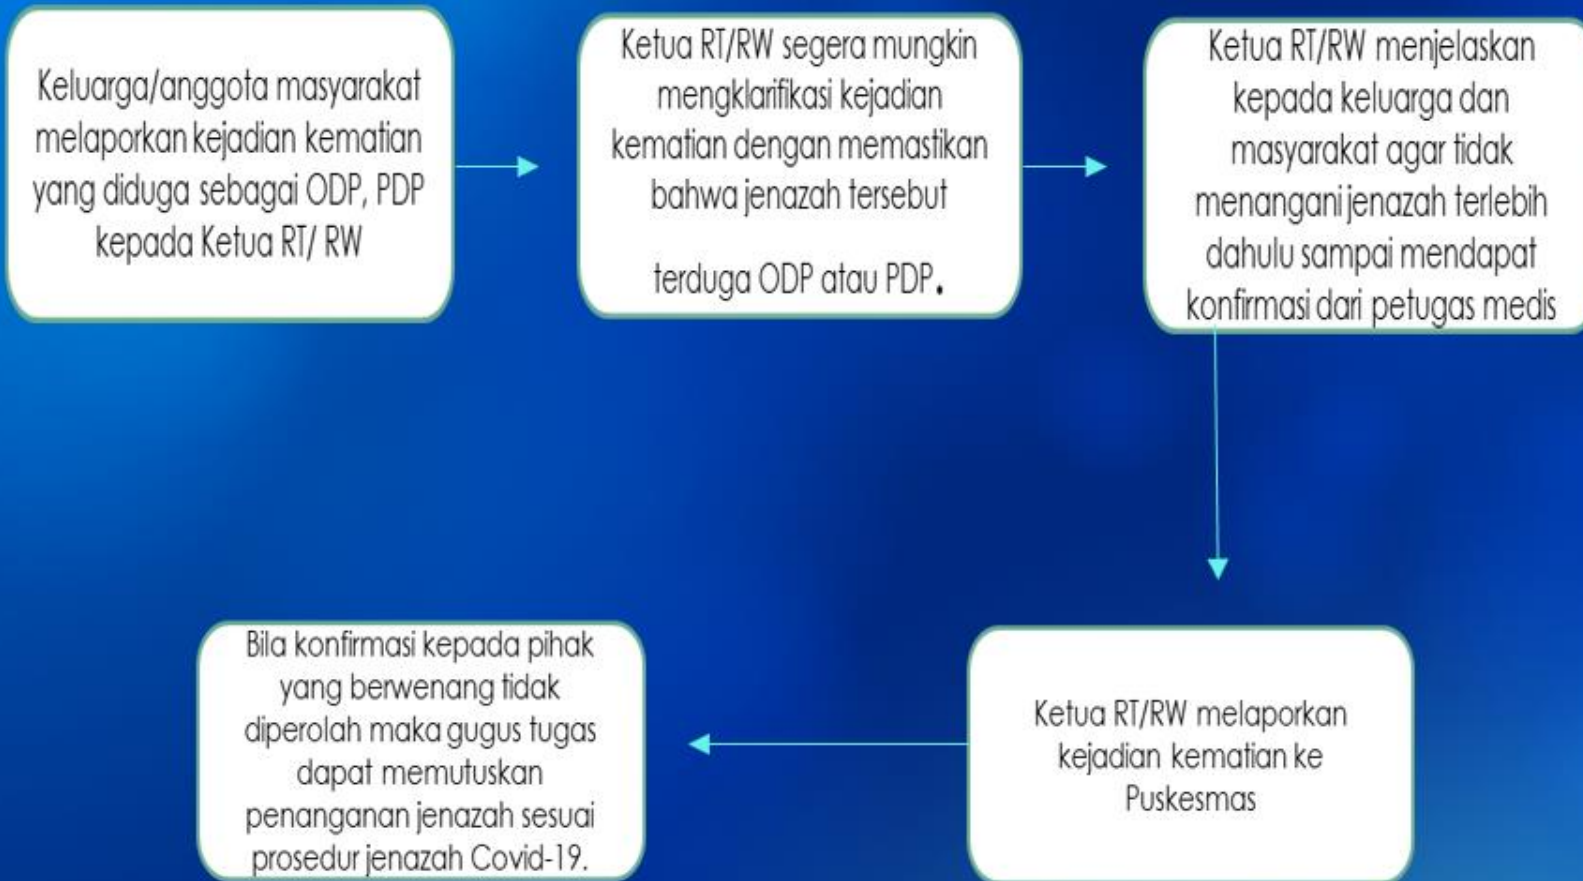 Keluarga/anggota masyarakat
melaporkan kejadian kematian
yang diduga sebagai ODP, PDP
kepada Ketua RT/ RW
Ketua RT/RW segera mungkin
mengklarifikasi kejadian
kematian dengan memastikan
bahwa jenazah tersebut
terduga ODP atau PDP.
Ketua RT/RW menjelaskan
kepada keluarga dan
masyarakat agar tidak
menangani jenazah terlebih
dahulu sampai mendapat
konfirmasi dari petugas medis
Ketua RT/RW melaporkan
kejadian kematian ke
Puskesmas
Bila konfirmasi kepada pihak
yang berwenang tidak
diperolah maka gugus tugas
dapat memutuskan
penanganan jenazah sesuai
prosedur jenazah Covid-19.